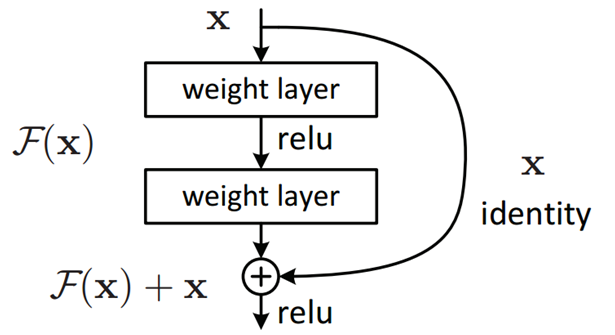 x
weight layer
relu
F(x)
weight layer
x
identity
F(x) + x
relu